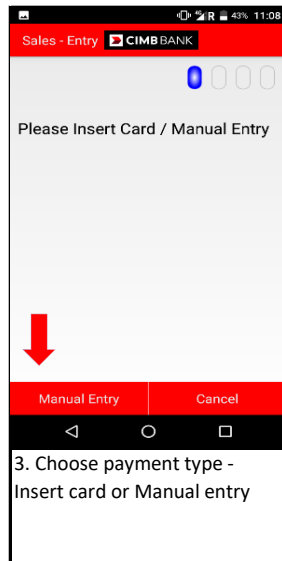 43% 11:08
Sales - Entry CIMB BANK
Please Insert Card / Manual Entry
Manual Entry Cancel
3. Choose payment type -
Insert card or Manual entry